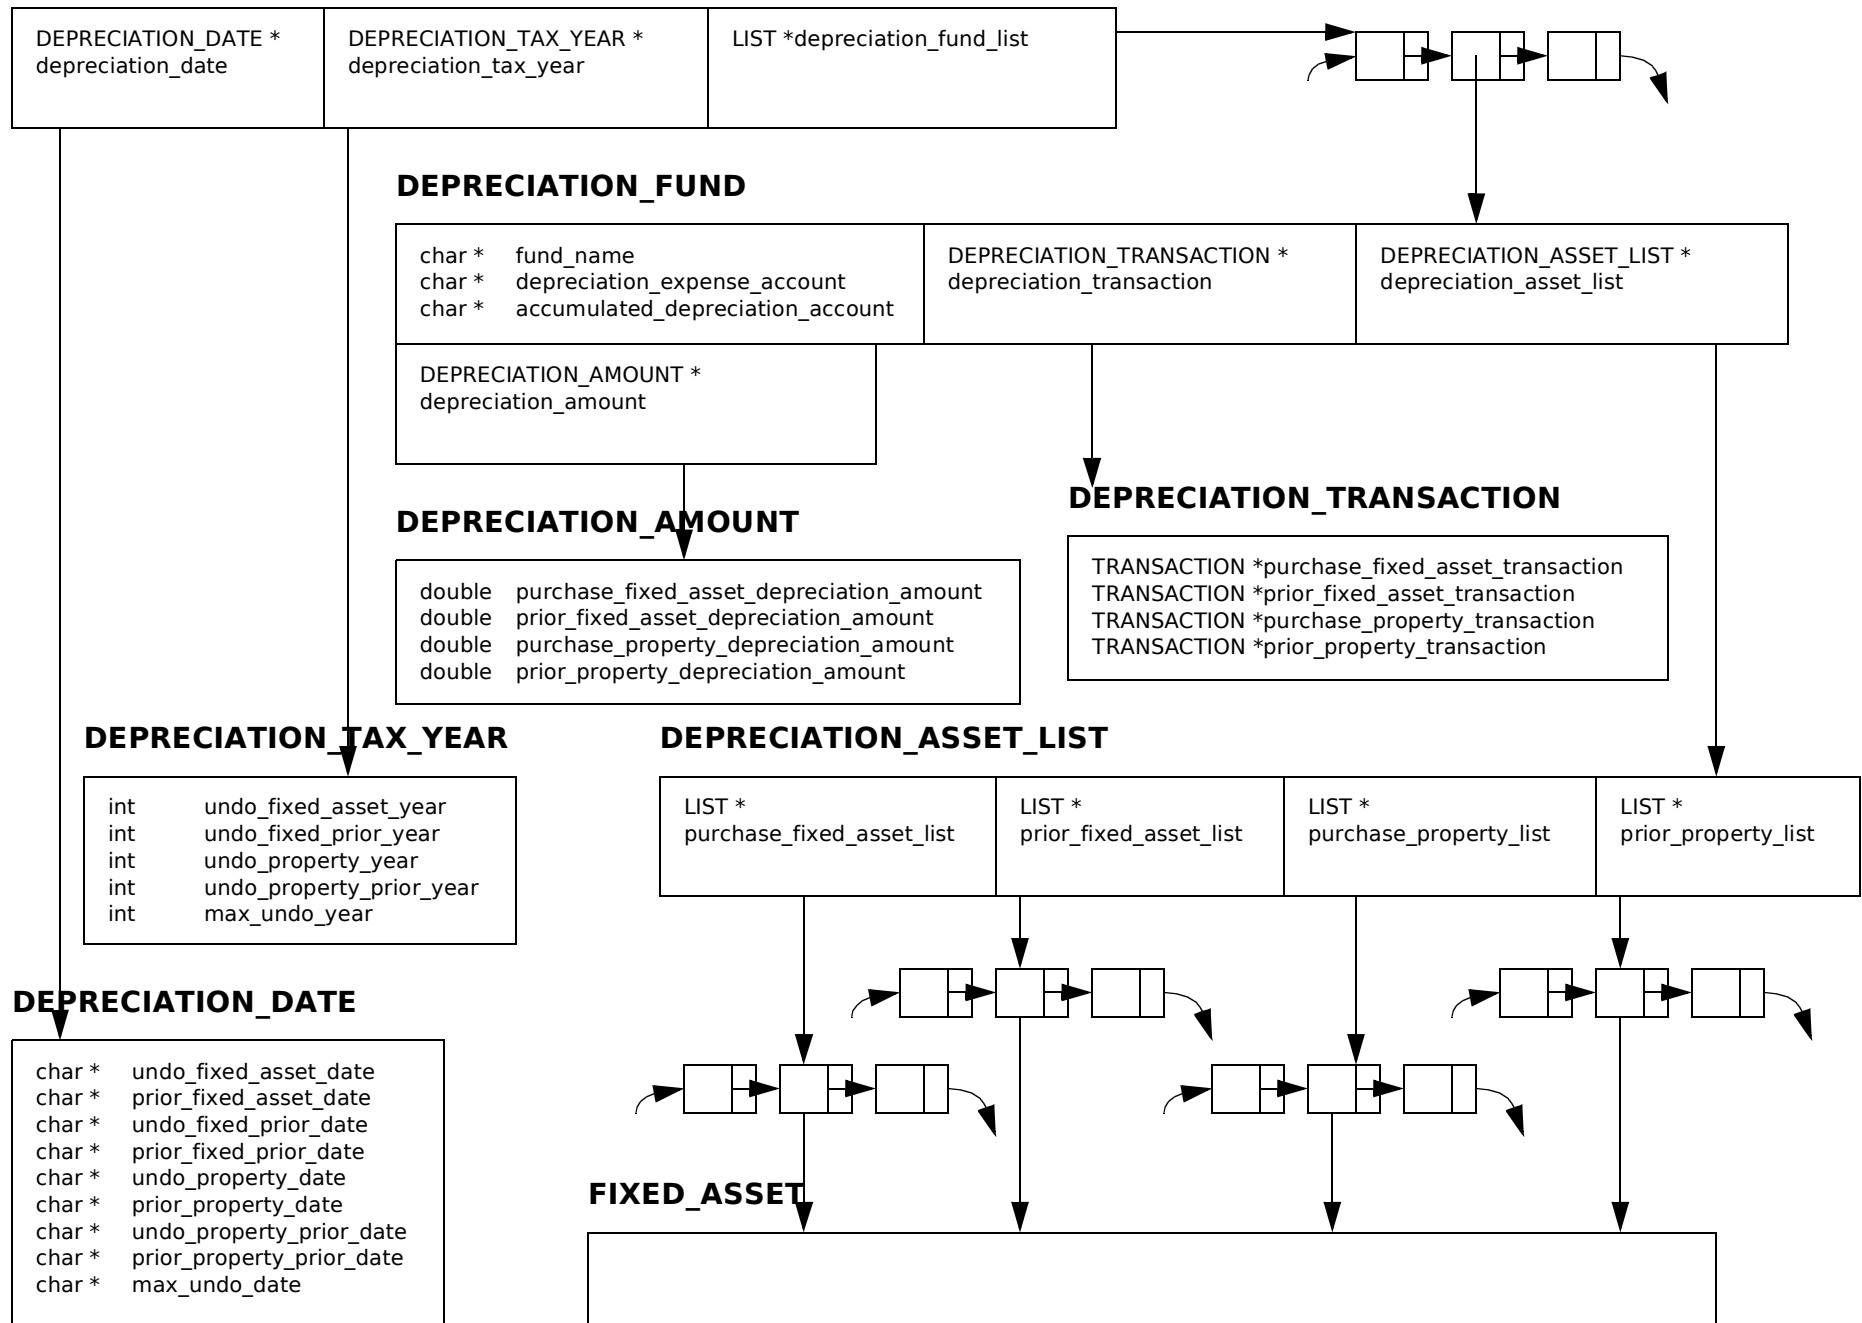 DEPRECIATION_DATE *
depreciation_date
DEPRECIATION_TAX_YEAR *
depreciation_tax_year
LIST *depreciation_fund_list
DEPRECIATION_FUND
char * fund_name
char * depreciation_expense_account
char * accumulated_depreciation_account
DEPRECIATION_TRANSACTION *
depreciation_transaction
DEPRECIATION_ASSET_LIST *
depreciation_asset_list
DEPRECIATION_AMOUNT *
depreciation_amount
DEPRECIATION_AMOUNT
double purchase_fixed_asset_depreciation_amount
double prior_fixed_asset_depreciation_amount
double purchase_property_depreciation_amount
double prior_property_depreciation_amount
DEPRECIATION_TRANSACTION
TRANSACTION *purchase_fixed_asset_transaction
TRANSACTION *prior_fixed_asset_transaction
TRANSACTION *purchase_property_transaction
TRANSACTION *prior_property_transaction
DEPRECIATION_TAX_YEAR
int undo_fixed_asset_year
int undo_fixed_prior_year
int undo_property_year
int undo_property_prior_year
int max_undo_year
DEPRECIATION_ASSET_LIST
LIST *
purchase_fixed_asset_list
LIST *
prior_fixed_asset_list
LIST *
purchase_property_list
LIST *
prior_property_list
DEPRECIATION_DATE
char * undo_fixed_asset_date
char * prior_fixed_asset_date
char * undo_fixed_prior_date
char * prior_fixed_prior_date
char * undo_property_date
char * prior_property_date
char * undo_property_prior_date
char * prior_property_prior_date
char * max_undo_date
FIXED_ASSET